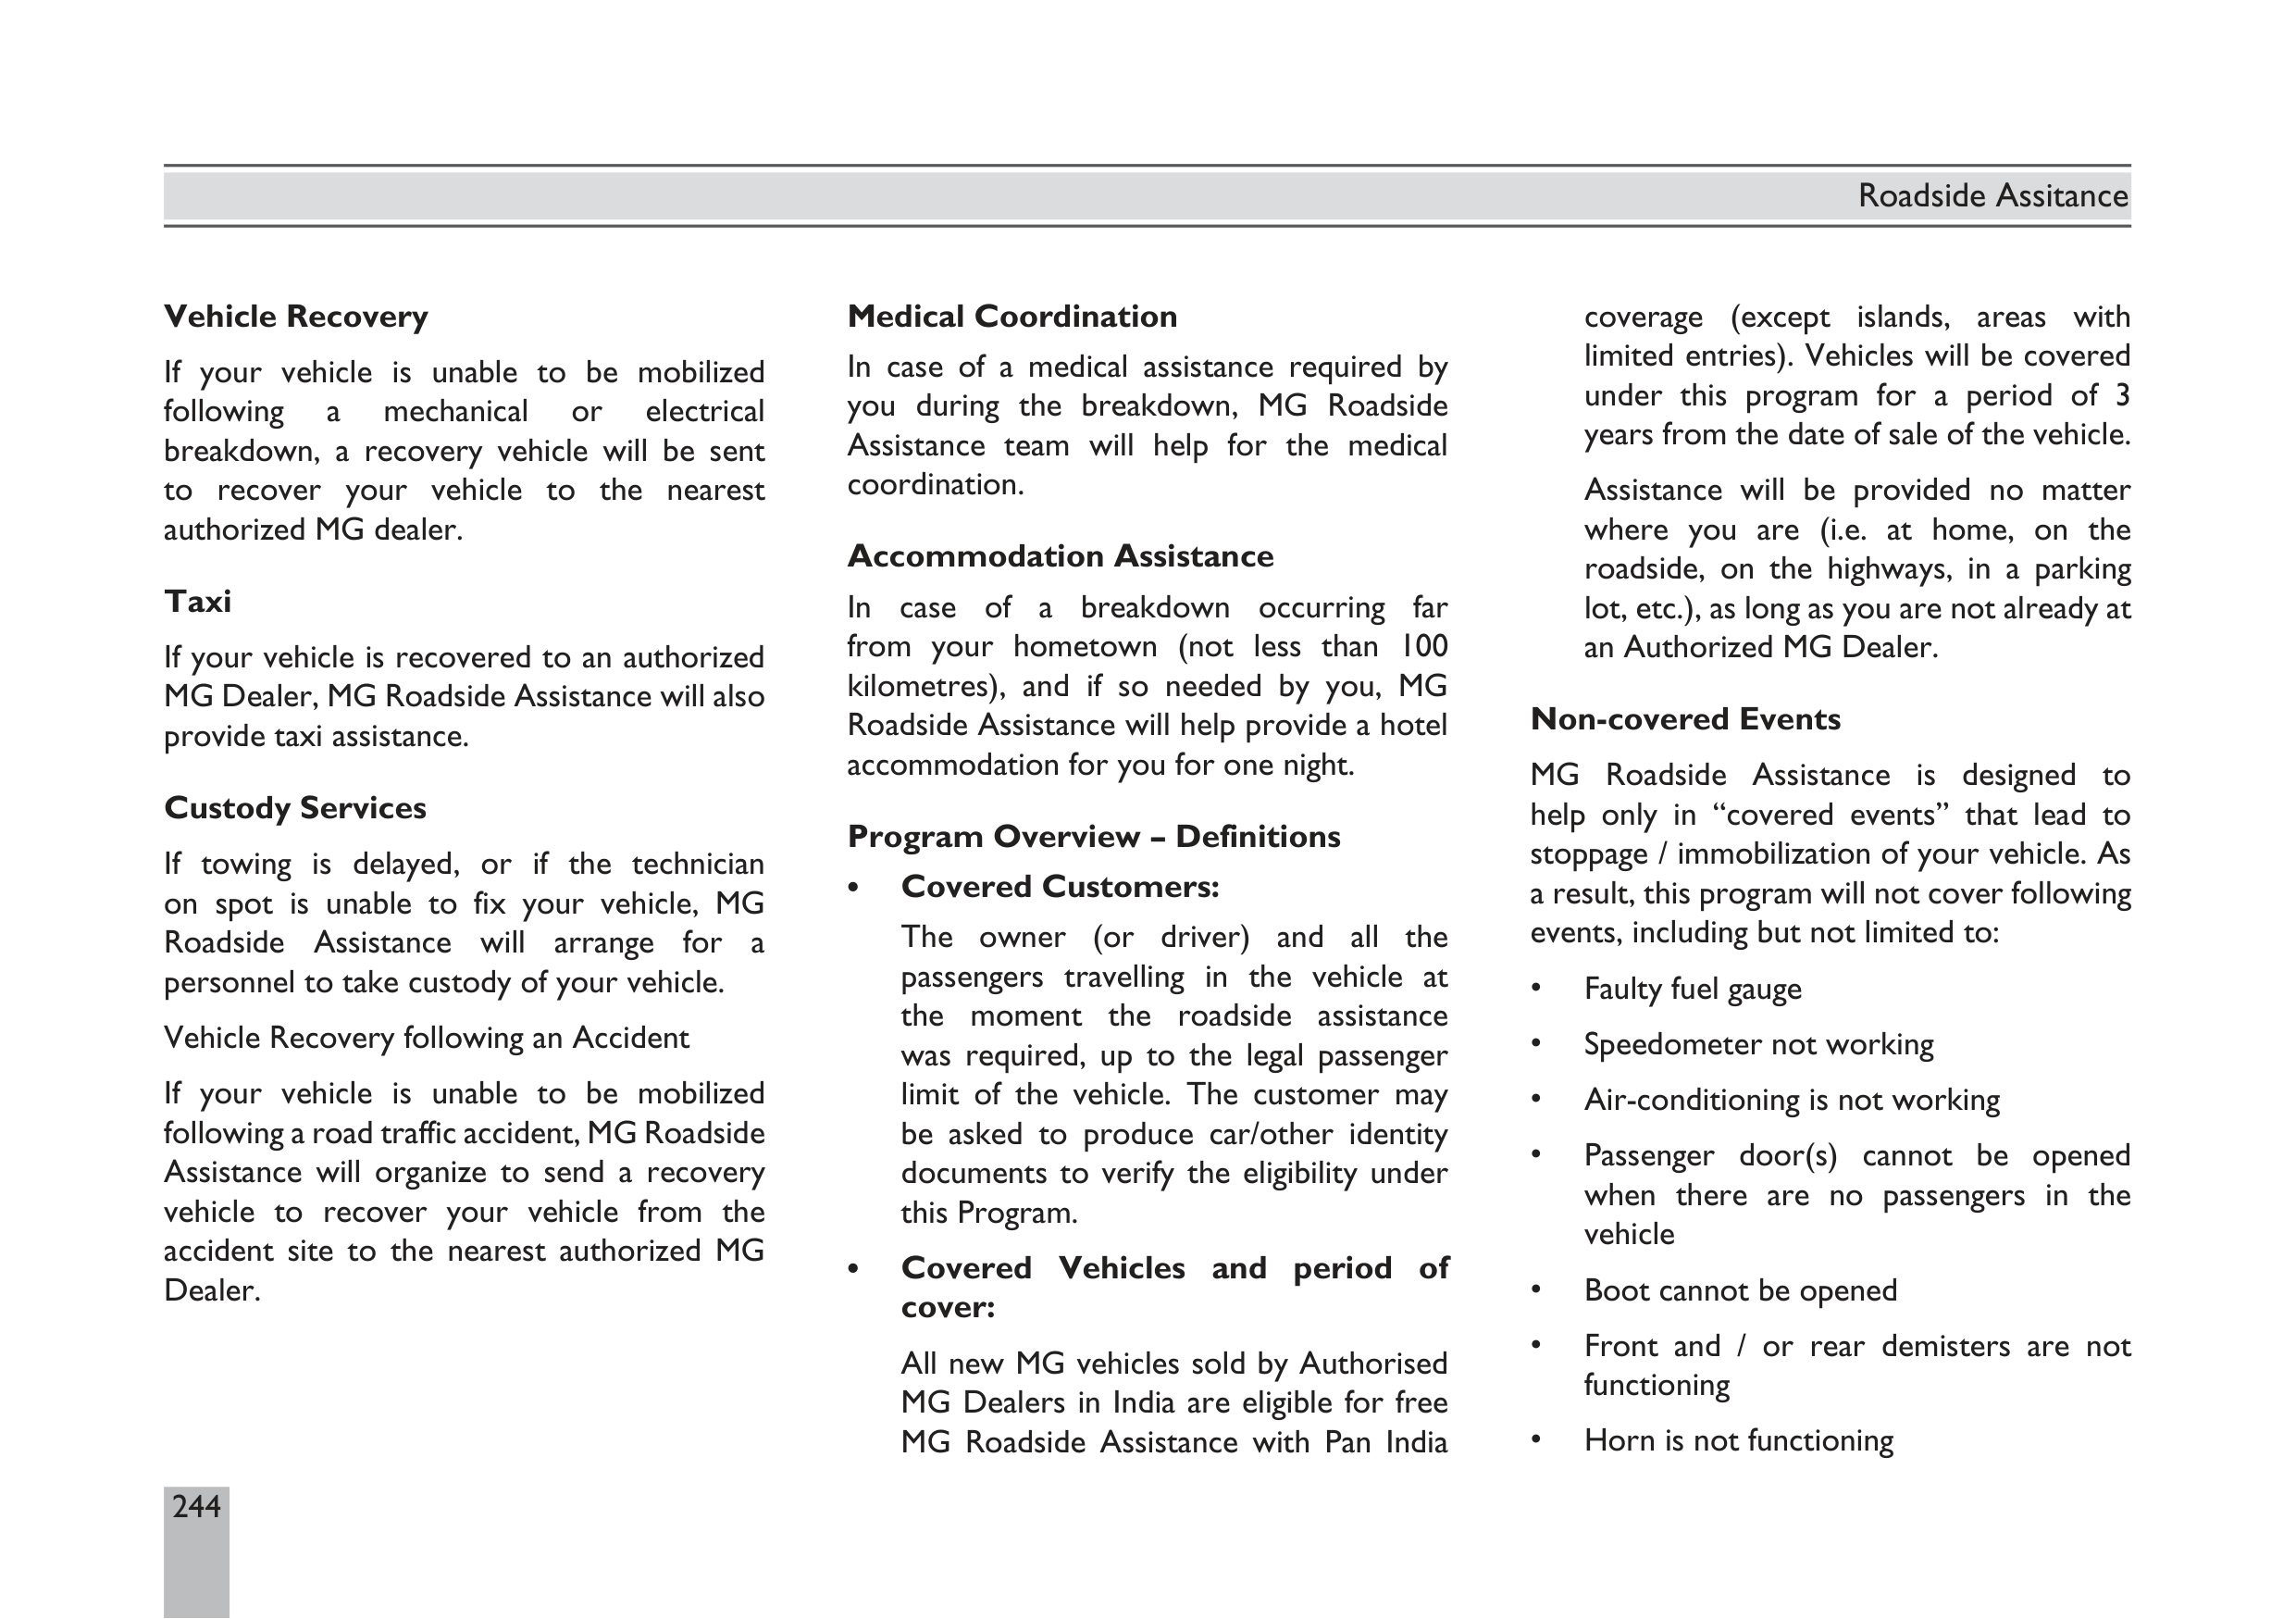 Roadside Assitance
Vehicle Recovery
If your vehicle is unable to be mobilized
following a mechanical or electrical
breakdown, a recovery vehicle will be sent
to recover your vehicle to the nearest
authorized MG dealer.
Taxi
If your vehicle is recovered to an authorized
MG Dealer, MG Roadside Assistance will also
provide taxi assistance.
Custody Services
If towing is delayed, or if the technician
on spot is unable to fix your vehicle, MG
Roadside Assistance will arrange for a
personnel to take custody of your vehicle.
Vehicle Recovery following an Accident
If your vehicle is unable to be mobilized
following a road traffic accident, MG Roadside
Assistance will organize to send a recovery
vehicle to recover your vehicle from the
accident site to the nearest authorized MG
Dealer.
Medical Coordination
In case of a medical assistance required by
you during the breakdown, MG Roadside
Assistance team will help for the medical
coordination.
Accommodation Assistance
In case of a breakdown occurring far
from your hometown (not less than 100
kilometres), and if so needed by you, MG
Roadside Assistance will help provide a hotel
accommodation for you for one night.
Program Overview – Definitions
• Covered Customers:
The owner (or driver) and all the
passengers travelling in the vehicle at
the moment the roadside assistance
was required, up to the legal passenger
limit of the vehicle. The customer may
be asked to produce car/other identity
documents to verify the eligibility under
this Program.
• Covered Vehicles and period of
cover:
All new MG vehicles sold by Authorised
MG Dealers in India are eligible for free
MG Roadside Assistance with Pan India
coverage (except islands, areas with
limited entries). Vehicles will be covered
under this program for a period of 3
years from the date of sale of the vehicle.
Assistance will be provided no matter
where you are (i.e. at home, on the
roadside, on the highways, in a parking
lot, etc.), as long as you are not already at
an Authorized MG Dealer.
Non-covered Events
MG Roadside Assistance is designed to
help only in “covered events” that lead to
stoppage / immobilization of your vehicle. As
a result, this program will not cover following
events, including but not limited to:
• Faulty fuel gauge
• Speedometer not working
• Air-conditioning is not working
• Passenger door(s) cannot be opened
when there are no passengers in the
vehicle
• Boot cannot be opened
• Front and / or rear demisters are not
functioning
• Horn is not functioning
244